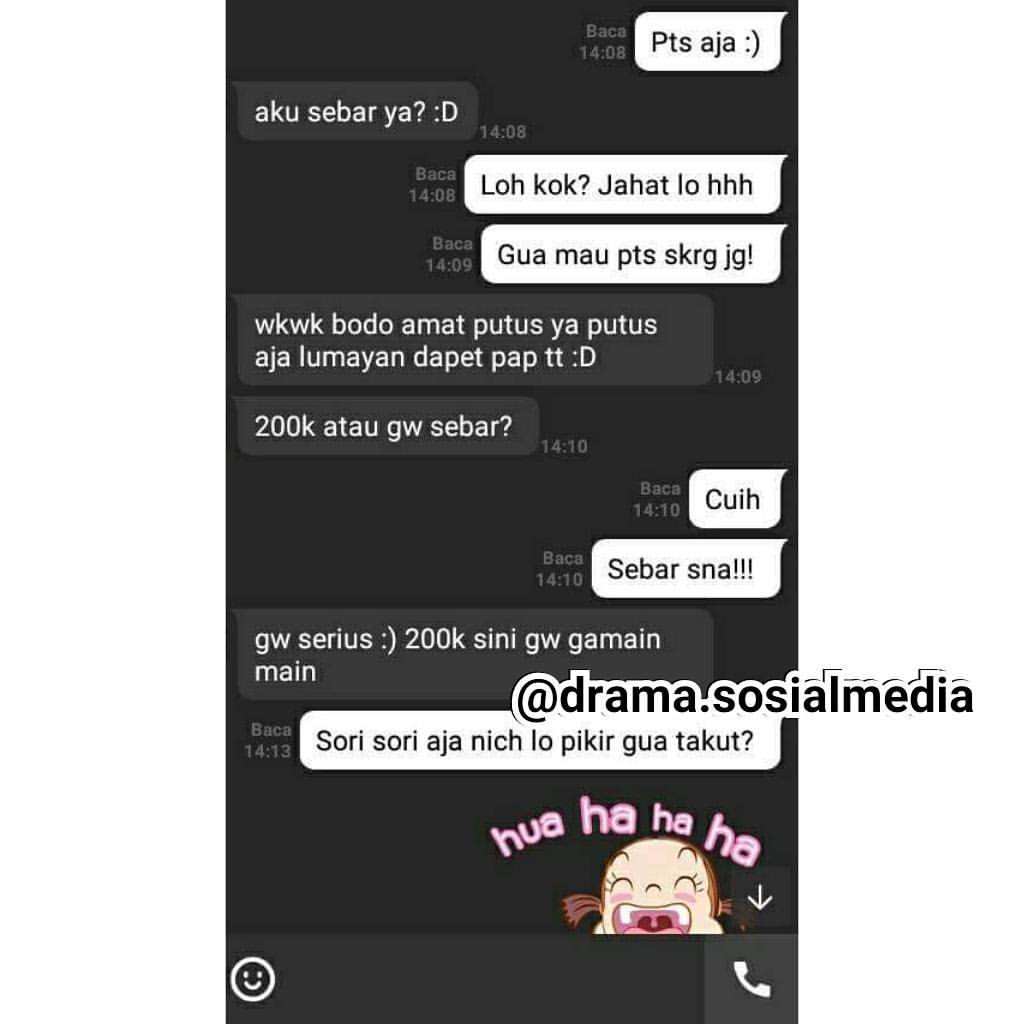 Pts aja :)
Baca
14:08
aku sebar ya? :D
14:08
Loh kok? Jahat lo hhh
Baca
14:08
Gua mau pts skrg jg!
Baca
14:09
wkwk bodo amat putus ya putus
aja lumayan dapet pap tt :D
14:09
200k atau gw sebar?
14:10
Cuih
Baca
14:10
Sebar sna!!!
Baca
14:10
gw serius :) 200k sini gw gamain
main
@drama.sosialmedia
Sori sori aja nich lo pikir gua takut?
Baca
14:13
hua ha ha ha